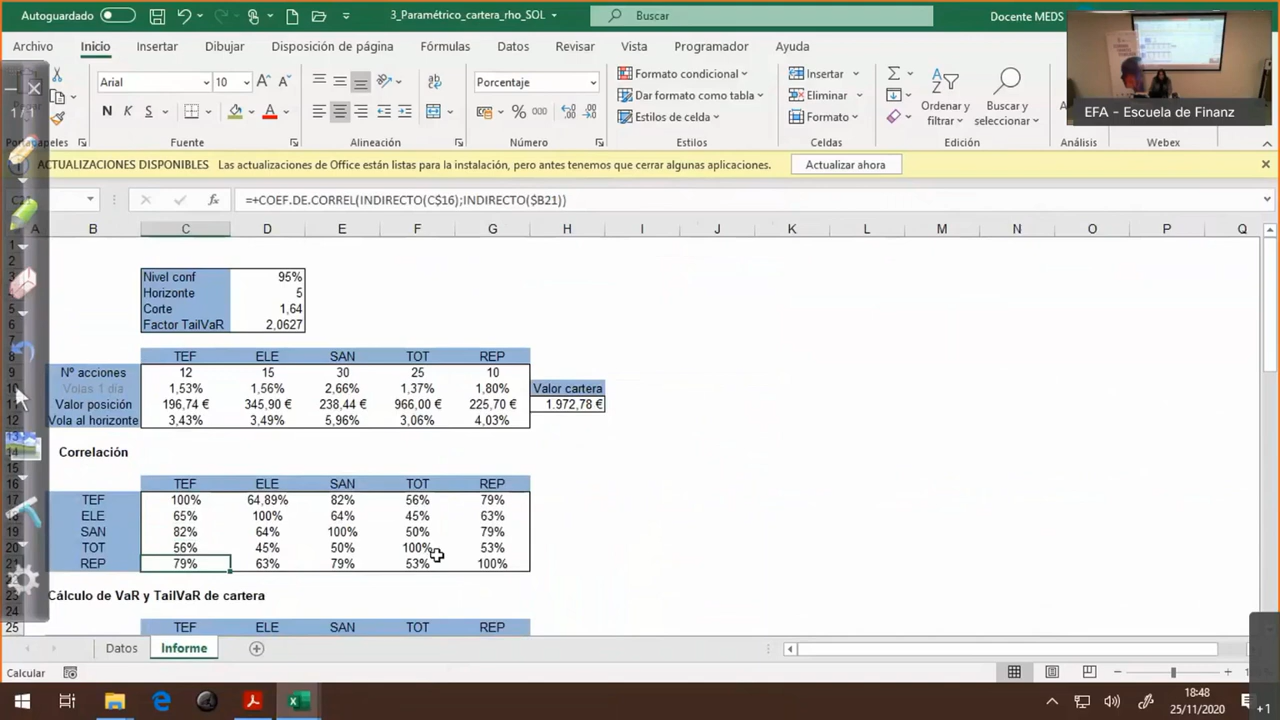 Autoguardado
3_Paramétrico_cartera_rho_SOL
Buscar
Docente MEDS
Archivo Inicio Insertar Dibujar Disposición de página Fórmulas Datos Revisar Vista Programador Ayuda
Arial 10 Porcentaje Formato condicional Insertar
Dar formato como tabla Eliminar Ordenar y Buscar y
N K S % 000 Estilos de celda Formato filtrar seleccionar
EFA - Escuela de Finanz
1/1
Fuente Alineación Número Estilos Celdas Edición Análisis Webex
ACTUALIZACIONES DISPONIBLES Las actualizaciones de Office están listas para la instalación, pero antes tenemos que cerrar algunas aplicaciones. Actualizar ahora
fx =+COEF.DE.CORREL(INDIRECTO(C$16);INDIRECTO($B21))
A B C D E F G H I J K L M N O P Q
Nivel conf 95%
Horizonte 5
Corte 1,64
Factor TailVaR 2,0627
TEF ELE SAN TOT REP
Nº acciones 12 15 30 25 10
Volas 1 día 1,53% 1,56% 2,66% 1,37% 1,80% Valor cartera
Valor posición 196,74 € 345,90 € 238,44 € 966,00 € 225,70 € 1.972,78 €
Vola al horizonte 3,43% 3,49% 5,96% 3,06% 4,03%
Correlación
TEF ELE SAN TOT REP
TEF 100% 64,89% 82% 56% 79%
ELE 65% 100% 64% 45% 63%
SAN 82% 64% 100% 50% 79%
TOT 56% 45% 50% 100% 53%
REP 79% 63% 79% 53% 100%
Cálculo de VaR y TailVaR de cartera
25 TEF ELE SAN TOT REP
Datos Informe
Calcular
18:48
25/11/2020
+1